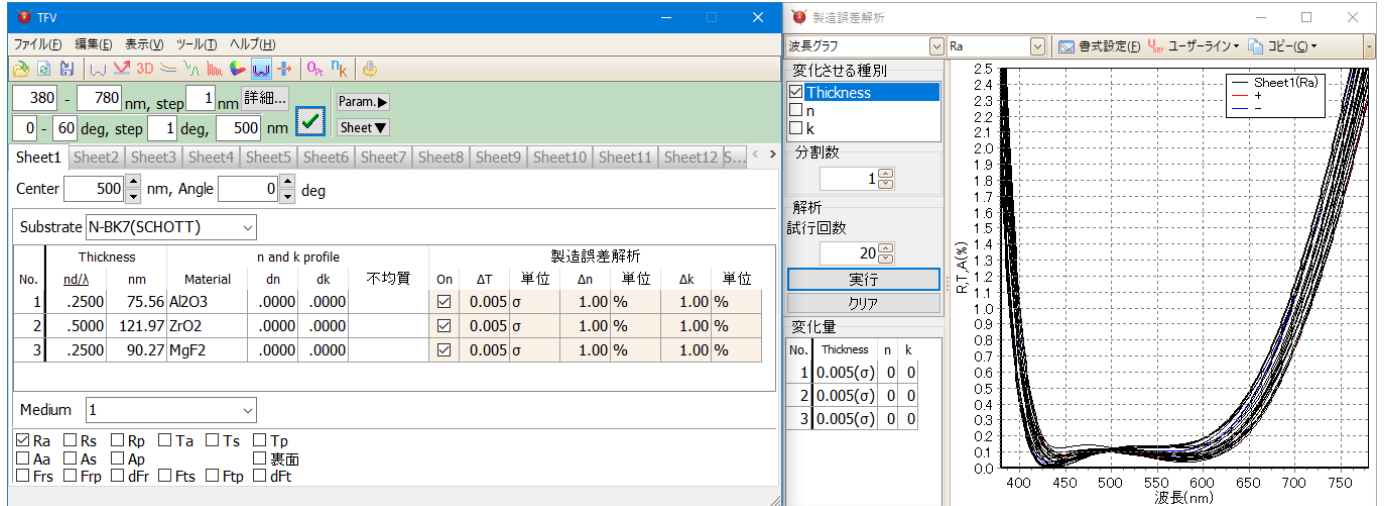 TFV
ファイル(F) 編集(E) 表示(V) ツール(T) ヘルプ(H)
3D OPt nk
380 - 780 nm, step 1 nm 詳細... Param.▶
0 - 60 deg, step 1 deg, 500 nm Sheet▼
Sheet1 Sheet2 Sheet3 Sheet4 Sheet5 Sheet6 Sheet7 Sheet8 Sheet9 Sheet10 Sheet11 Sheet12 S...
Center 500 nm, Angle 0 deg
Substrate N-BK7(SCHOTT)
Thickness n and k profile 製造誤差解析
No. nd/λ nm Material dn dk 不均質 On ΔT 単位 Δn 単位 Δk 単位
1 .2500 75.56 Al2O3 .0000 .0000 0.005 σ 1.00 % 1.00 %
2 .5000 121.97 ZrO2 .0000 .0000 0.005 σ 1.00 % 1.00 %
3 .2500 90.27 MgF2 .0000 .0000 0.005 σ 1.00 % 1.00 %
Medium 1
Ra Rs Rp Ta Ts Tp
Aa As Ap 裏面
Frs Frp dFr Fts Ftp dFt
製造誤差解析
波長グラフ Ra 書式設定(F) User ユーザーライン コピー(C)
変化させる種別
Thickness
n
k
分割数
1
解析
試行回数
20
実行
クリア
変化量
No. Thickness n k
1 0.005(σ) 0 0
2 0.005(σ) 0 0
3 0.005(σ) 0 0
R,T,A(%)
2.5
2.4
2.3
2.2
2.1
2.0
1.9
1.8
1.7
1.6
1.5
1.4
1.3
1.2
1.1
1.0
0.9
0.8
0.7
0.6
0.5
0.4
0.3
0.2
0.1
0.0
Sheet1(Ra)
+
-
400 450 500 550 600 650 700 750
波長(nm)